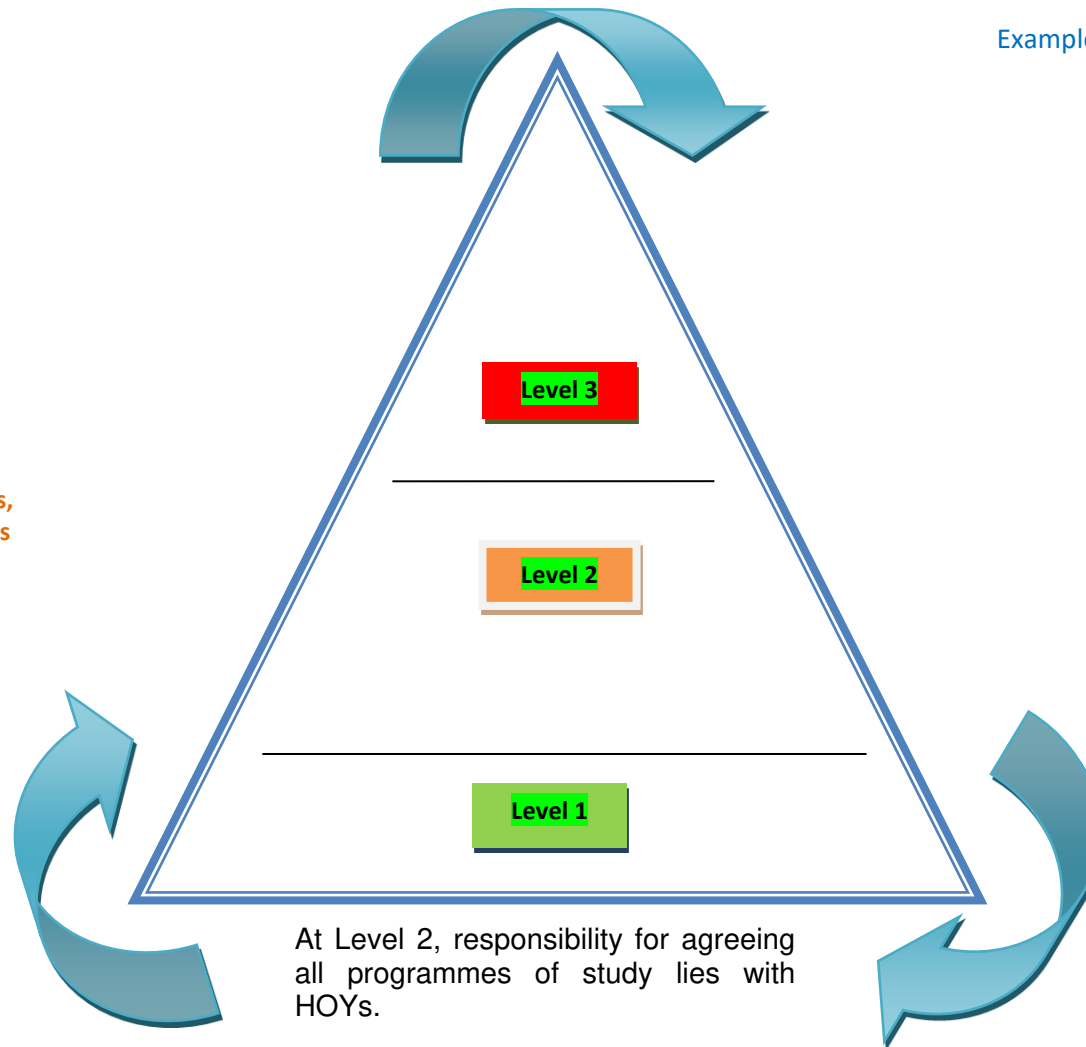 Example
Level 3
s,
s
Level 2
Level 1
At Level 2, responsibility for agreeing
all programmes of study lies with
HOYs.